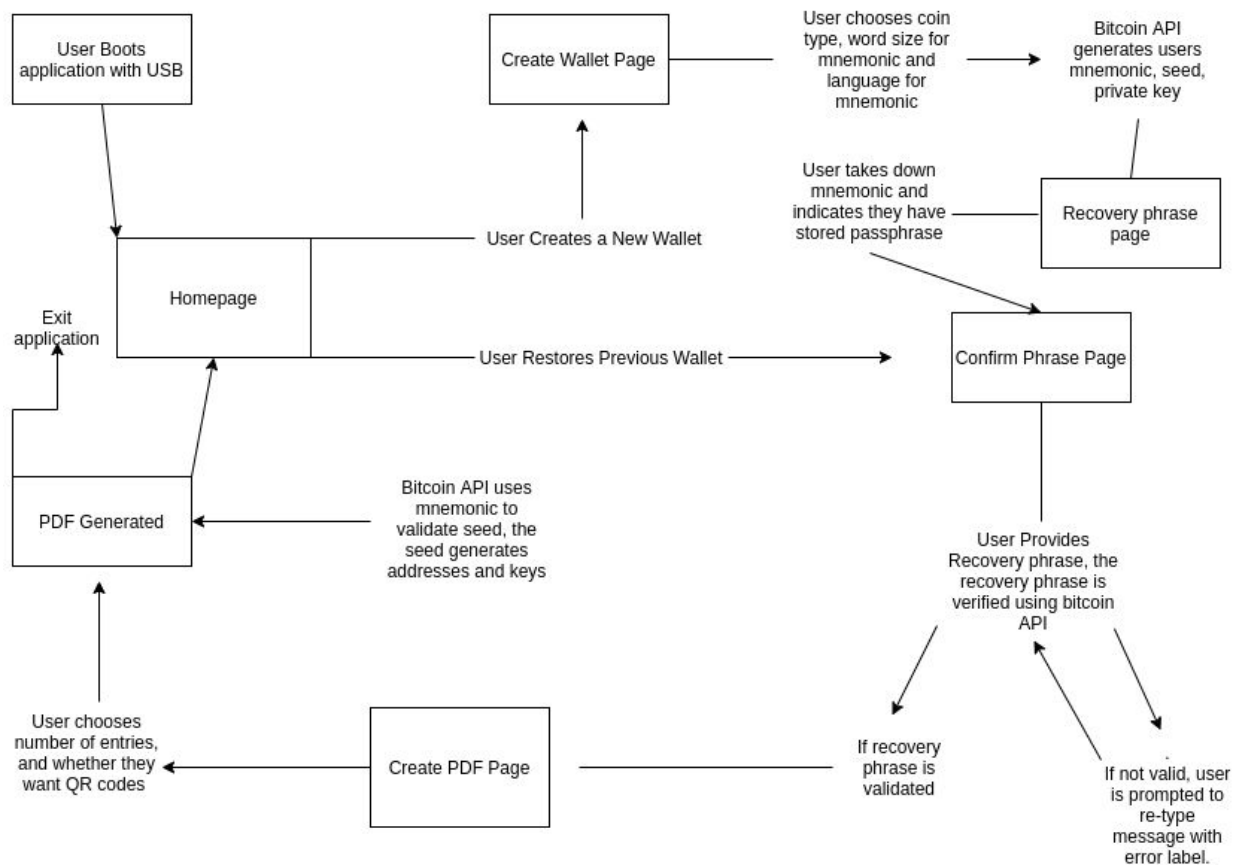 User Boots
application with USB
Create Wallet Page
User chooses coin
type, word size for
mnemonic and
language for
mnemonic
Bitcoin API
generates users
mnemonic, seed,
private key
User takes down
mnemonic and
indicates they have
stored passphrase
Recovery phrase
page
User Creates a New Wallet
Homepage
Exit
application
User Restores Previous Wallet
Confirm Phrase Page
PDF Generated
Bitcoin API uses
mnemonic to
validate seed, the
seed generates
addresses and keys
User Provides
Recovery phrase, the
recovery phrase is
verified using bitcoin
API
User chooses
number of entries,
and whether they
want QR codes
Create PDF Page
If recovery
phrase is
validated
.
If not valid, user
is prompted to
re-type
message with
error label.